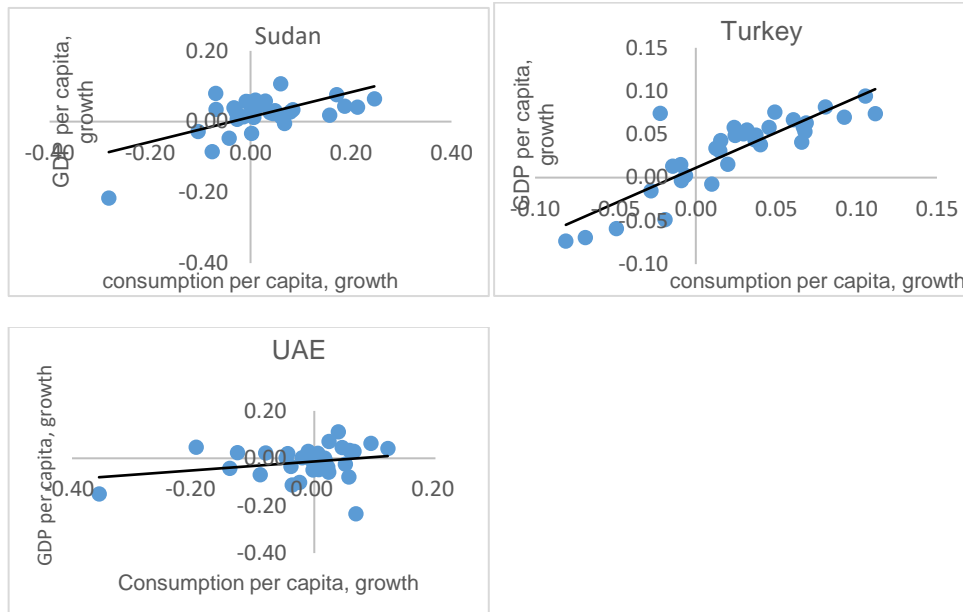 Sudan
GDP per capita,
growth
0.20
0.00
-0.20
-0.40
-0.40
-0.20
0.00
0.20
0.40
consumption per capita, growth
Turkey
GDP per capita,
growth
0.15
0.10
0.05
0.00
-0.05
-0.10
-0.10
-0.05
0.00
0.05
0.10
0.15
consumption per capita, growth
UAE
GDP per capita, growth
0.20
0.00
-0.20
-0.40
-0.40
-0.20
0.00
0.20
Consumption per capita, growth